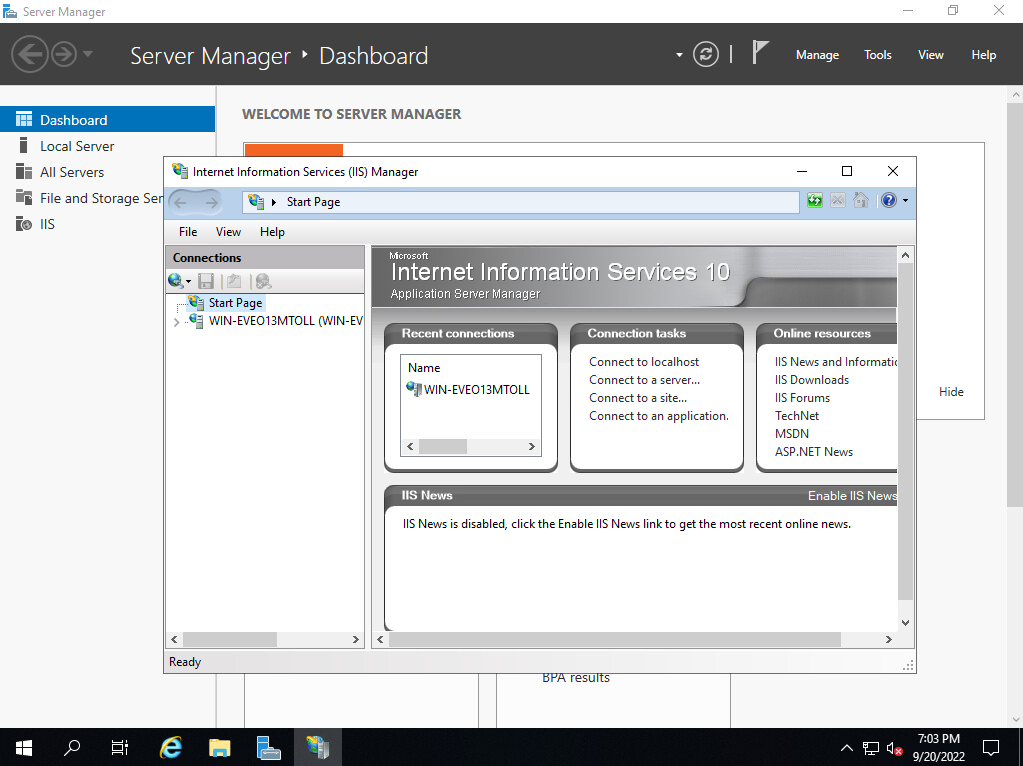 Server Manager
Server Manager ‣ Dashboard
Manage Tools View Help
Dashboard
Local Server
All Servers
File and Storage Ser
IIS
WELCOME TO SERVER MANAGER
Internet Information Services (IIS) Manager
Start Page
File View Help
Connections
Start Page
WIN-EVEO13MTOLL (WIN-EV
Microsoft
Internet Information Services 10
Application Server Manager
Recent connections
Name
WIN-EVEO13MTOLL
Connection tasks
Connect to localhost
Connect to a server...
Connect to a site...
Connect to an application.
Online resources
IIS News and Informatio
IIS Downloads
IIS Forums
TechNet
MSDN
ASP.NET News
IIS News
Enable IIS News
IIS News is disabled, click the Enable IIS News link to get the most recent online news.
Ready
Hide
BPA results
7:03 PM
9/20/2022